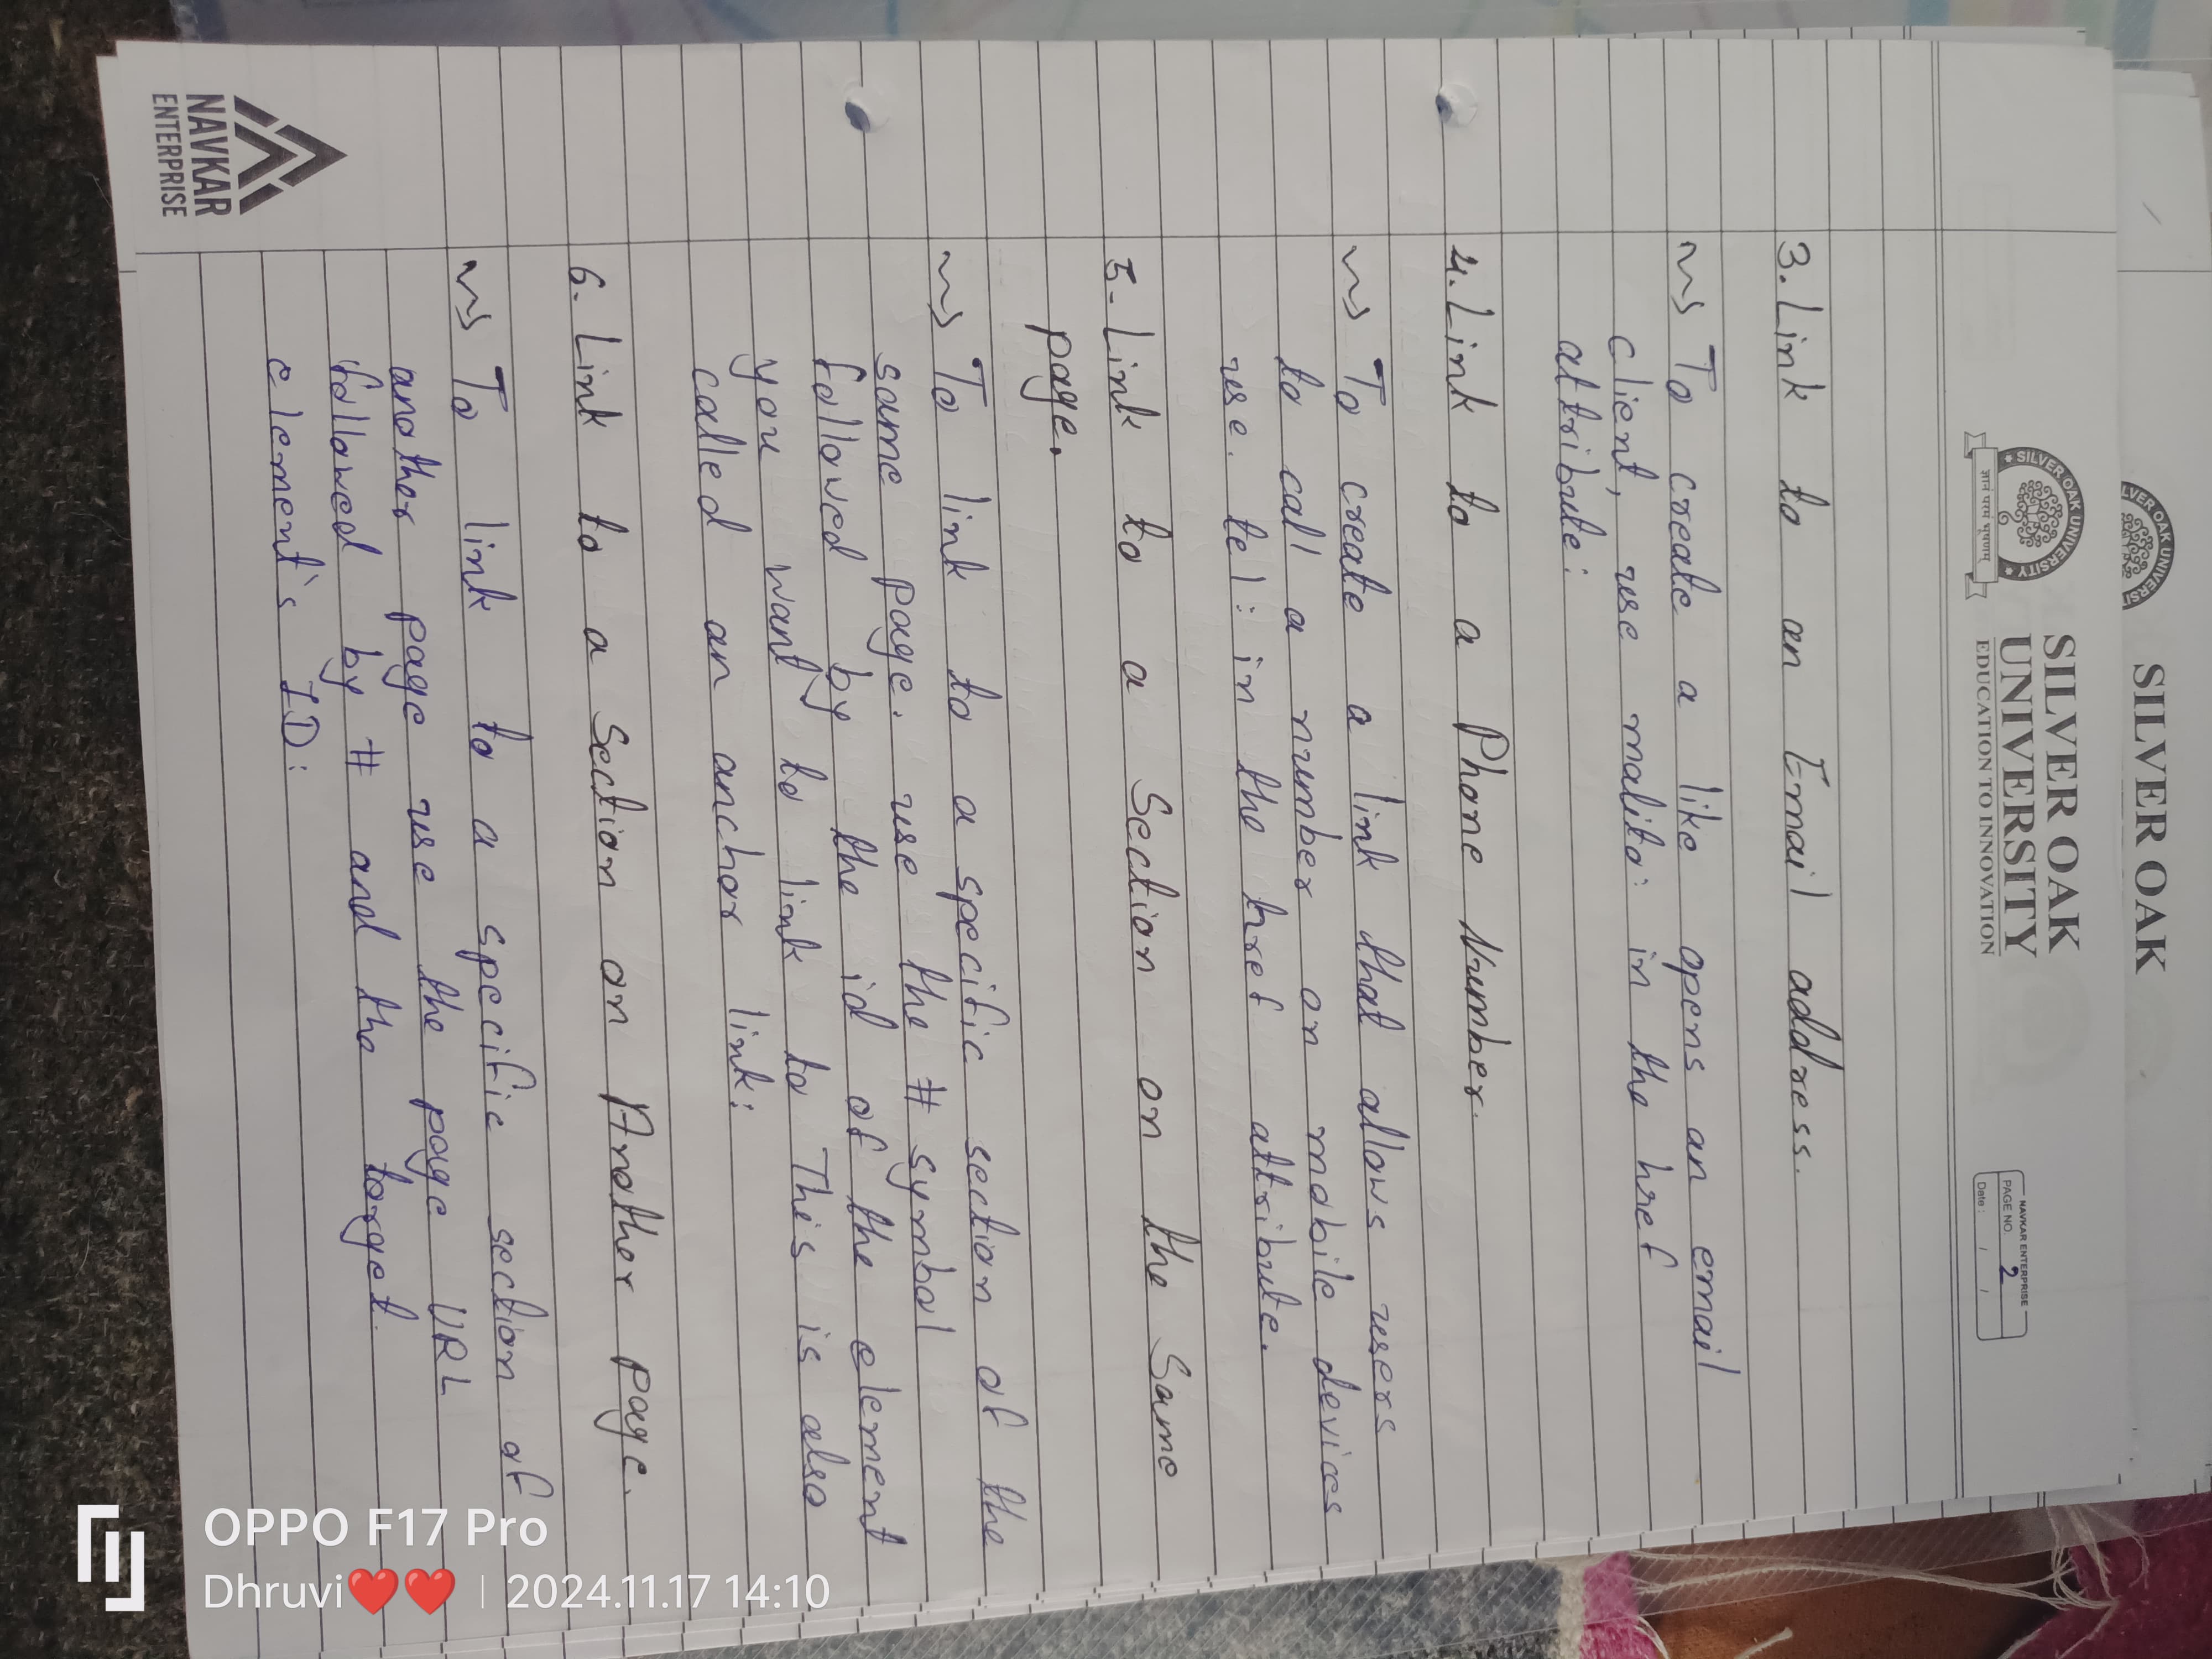 SILVER OAK
SILVER OAK UNIVERSITY
ज्ञानं परमं भूषणम्
SILVER OAK
UNIVERSITY
EDUCATION TO INNOVATION
NAVKAR ENTERPRISE
PAGE NO. 2
Date : / /
3. Link to an Email address.
~> To create a like opens an email
client, use malito: in the href
attribute:
4. Link to a Phone Number.
~> To create a link that allows users
to call a number on mobile devices
use. tel: in the href attribute.
5. Link to a Section on the Same
page.
~> To link to a specific section of the
same page. use the # symbol
followed by the id of the element
you want to link to This is also
called an anchor link:
6. Link to a Section on Another page.
~> To link to a specific section of
another page use the page URL
followed by # and the target
element's ID:
NAVKAR
ENTERPRISE
OPPO F17 Pro
Dhruvi❤️❤️ | 2024.11.17 14:10